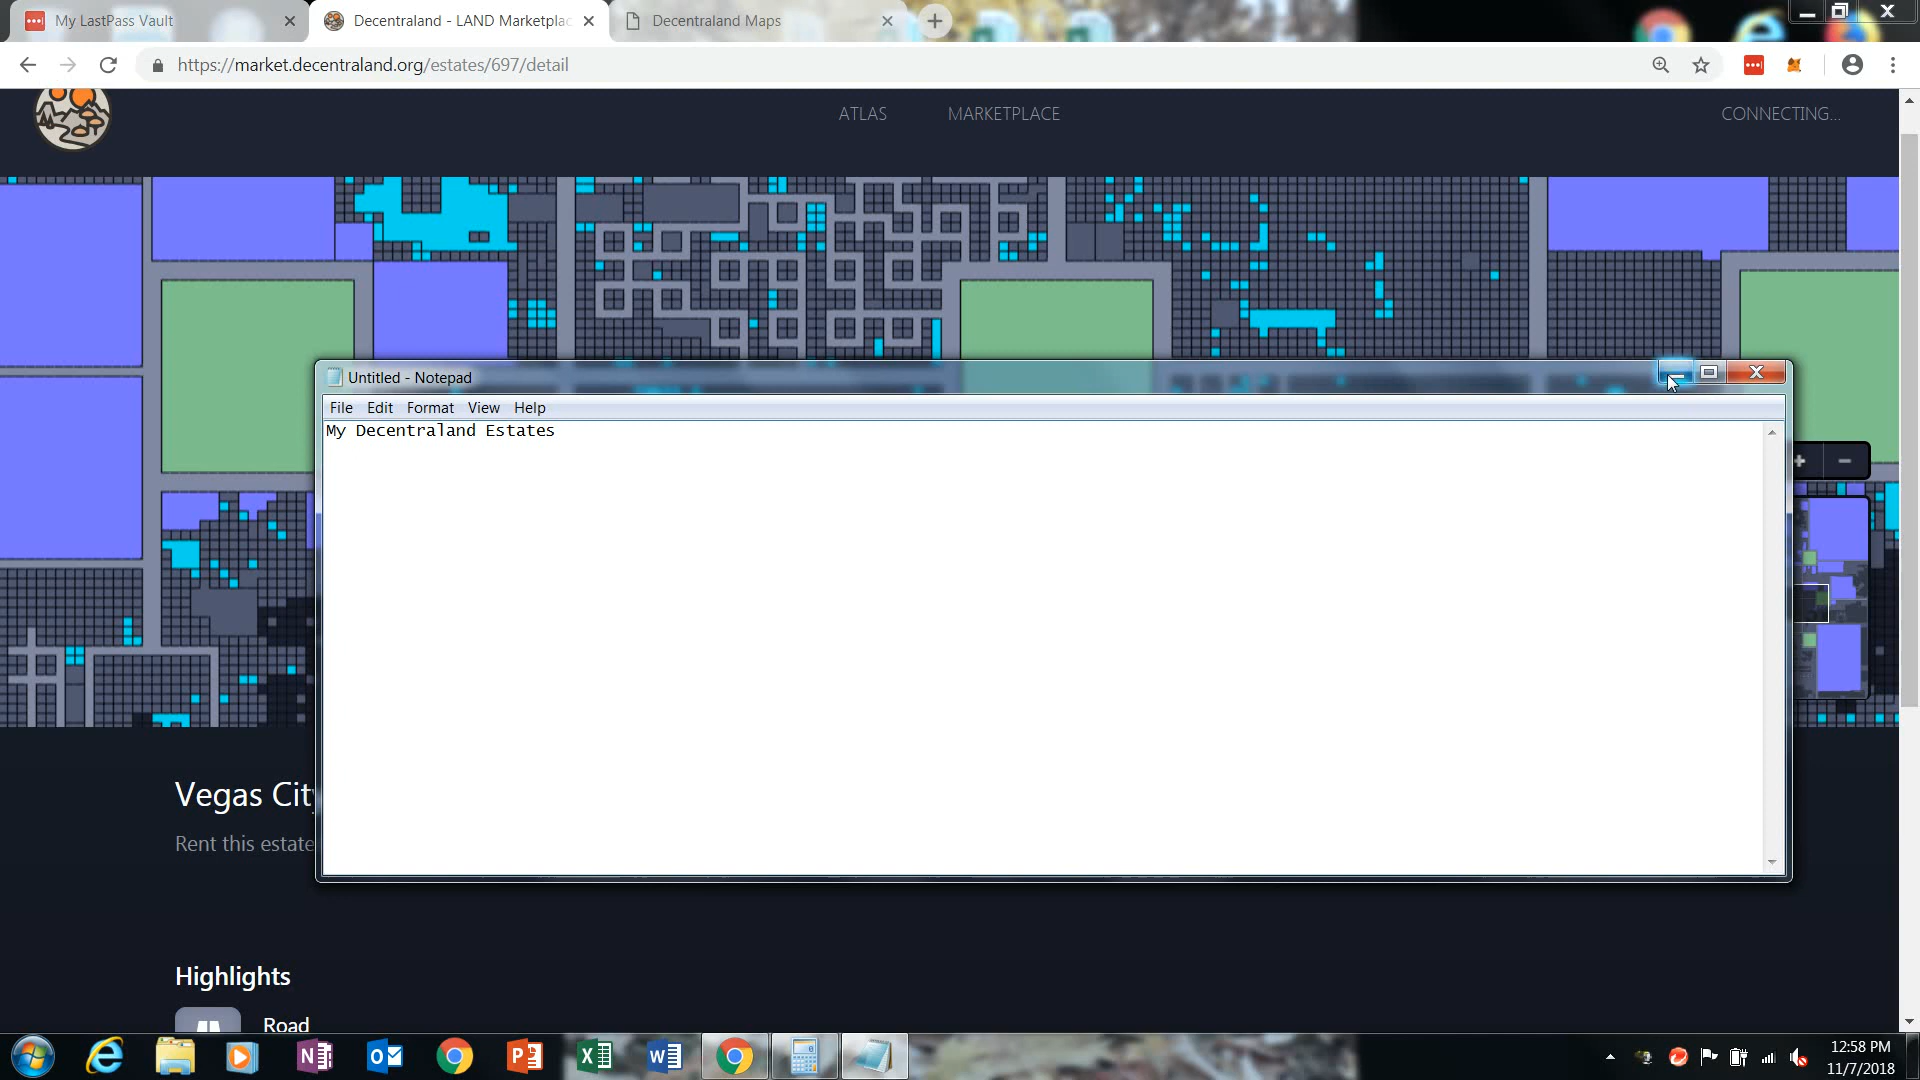 My LastPass Vault
Decentraland - LAND Marketplac
Decentraland Maps
https://market.decentraland.org/estates/697/detail
ATLAS
MARKETPLACE
CONNECTING...
Untitled - Notepad
File Edit Format View Help
My Decentraland Estates
Vegas City
Rent this estate
Highlights
Road
12:58 PM
11/7/2018